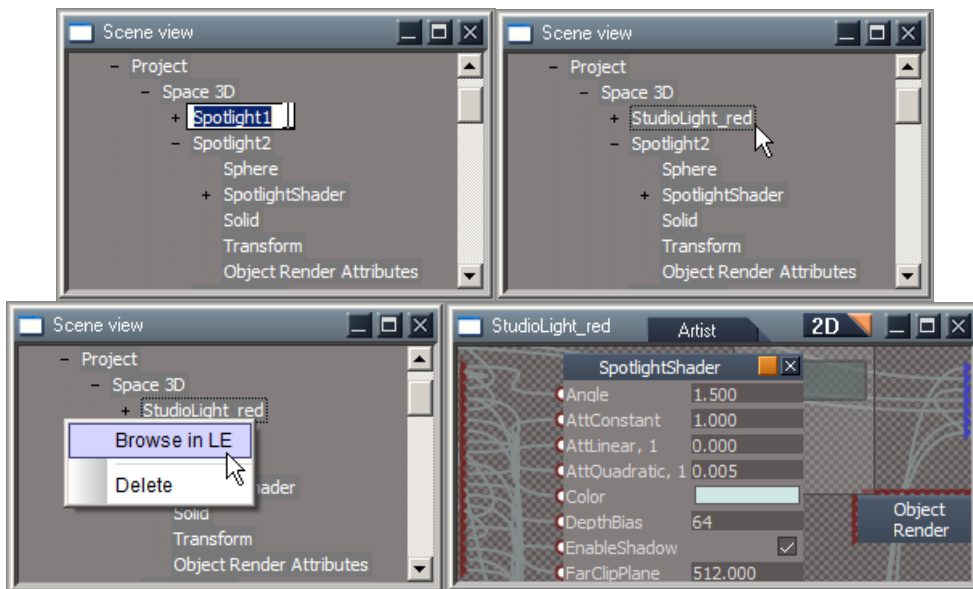 Scene view
- Project
- Space 3D
+ Spotlight1
- Spotlight2
Sphere
+ SpotlightShader
Solid
Transform
Object Render Attributes
Scene view
- Project
- Space 3D
+ StudioLight_red
- Spotlight2
Sphere
+ SpotlightShader
Solid
Transform
Object Render Attributes
Scene view
- Project
- Space 3D
+ StudioLight_red
Browse in LE
Delete
hader
Solid
Transform
Object Render Attributes
StudioLight_red Artist 2D
SpotlightShader
Angle 1.500
AttConstant 1.000
AttLinear, 1 0.000
AttQuadratic, 1 0.005
Color
DepthBias 64
EnableShadow
FarClipPlane 512.000
Object
Render